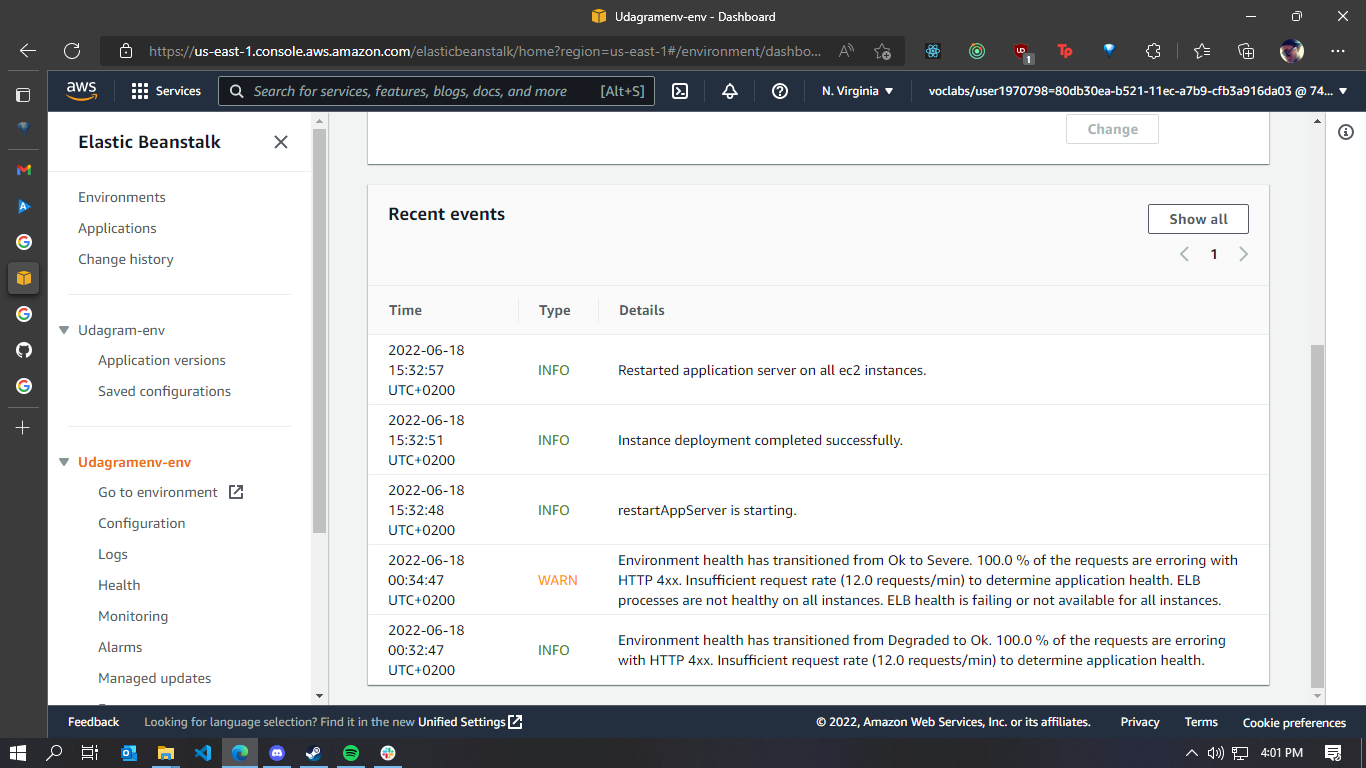 Udagramenv-env - Dashboard
https://us-east-1.console.aws.amazon.com/elasticbeanstalk/home?region=us-east-1#/environment/dashbo...
aws
Services
Search for services, features, blogs, docs, and more
[Alt+S]
N. Virginia
voclabs/user1970798=80db30ea-b521-11ec-a7b9-cfb3a916da03 @ 74...
Elastic Beanstalk
Environments
Applications
Change history
Udagram-env
Application versions
Saved configurations
Udagramenv-env
Go to environment
Configuration
Logs
Health
Monitoring
Alarms
Managed updates
Change
Recent events
Show all
1
Time Type Details
2022-06-18
15:32:57
UTC+0200
INFO
Restarted application server on all ec2 instances.
2022-06-18
15:32:51
UTC+0200
INFO
Instance deployment completed successfully.
2022-06-18
15:32:48
UTC+0200
INFO
restartAppServer is starting.
2022-06-18
00:34:47
UTC+0200
WARN
Environment health has transitioned from Ok to Severe. 100.0 % of the requests are erroring with
HTTP 4xx. Insufficient request rate (12.0 requests/min) to determine application health. ELB
processes are not healthy on all instances. ELB health is failing or not available for all instances.
2022-06-18
00:32:47
UTC+0200
INFO
Environment health has transitioned from Degraded to Ok. 100.0 % of the requests are erroring
with HTTP 4xx. Insufficient request rate (12.0 requests/min) to determine application health.
Feedback
Looking for language selection? Find it in the new Unified Settings
© 2022, Amazon Web Services, Inc. or its affiliates.
Privacy
Terms
Cookie preferences
4:01 PM